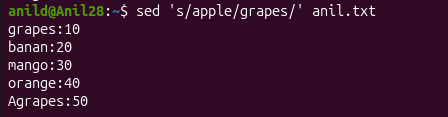 anild@Anil28:~$ sed 's/apple/grapes/' anil.txt
grapes:10
banan:20
mango:30
orange:40
Agrapes:50